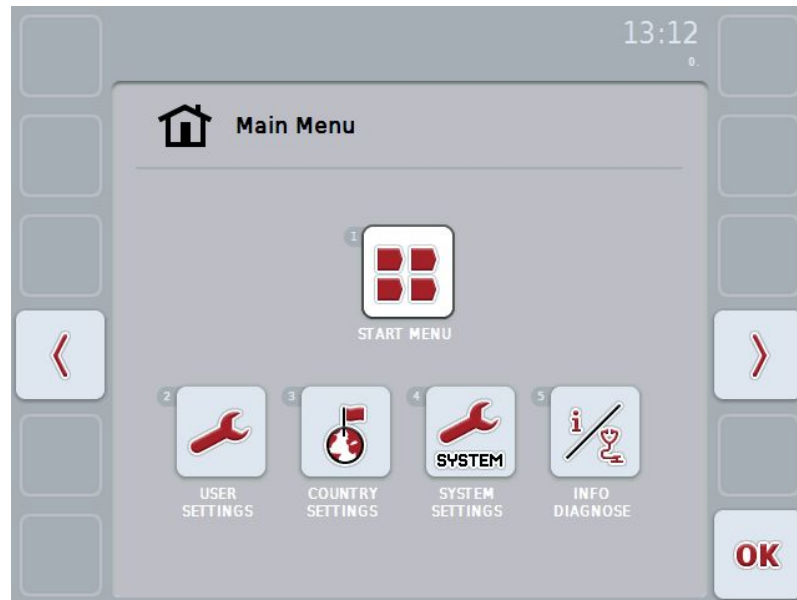 13:12
0.
Main Menu
1
START MENU
2
3
4
5
SYSTEM
i
USER
SETTINGS
COUNTRY
SETTINGS
SYSTEM
SETTINGS
INFO
DIAGNOSE
OK